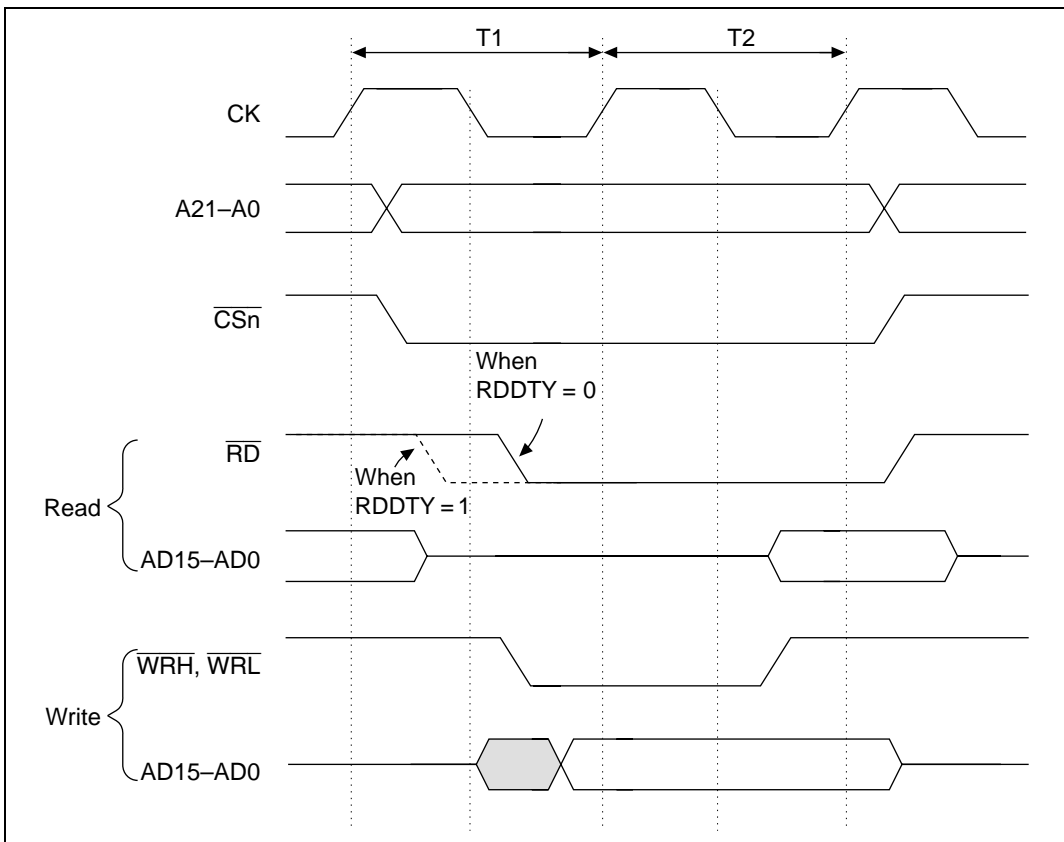 T1 T2
CK
A21–A0
CSn
When
RDDTY = 0
RD
When
RDDTY = 1
Read
AD15–AD0
WRH, WRL
Write
AD15–AD0